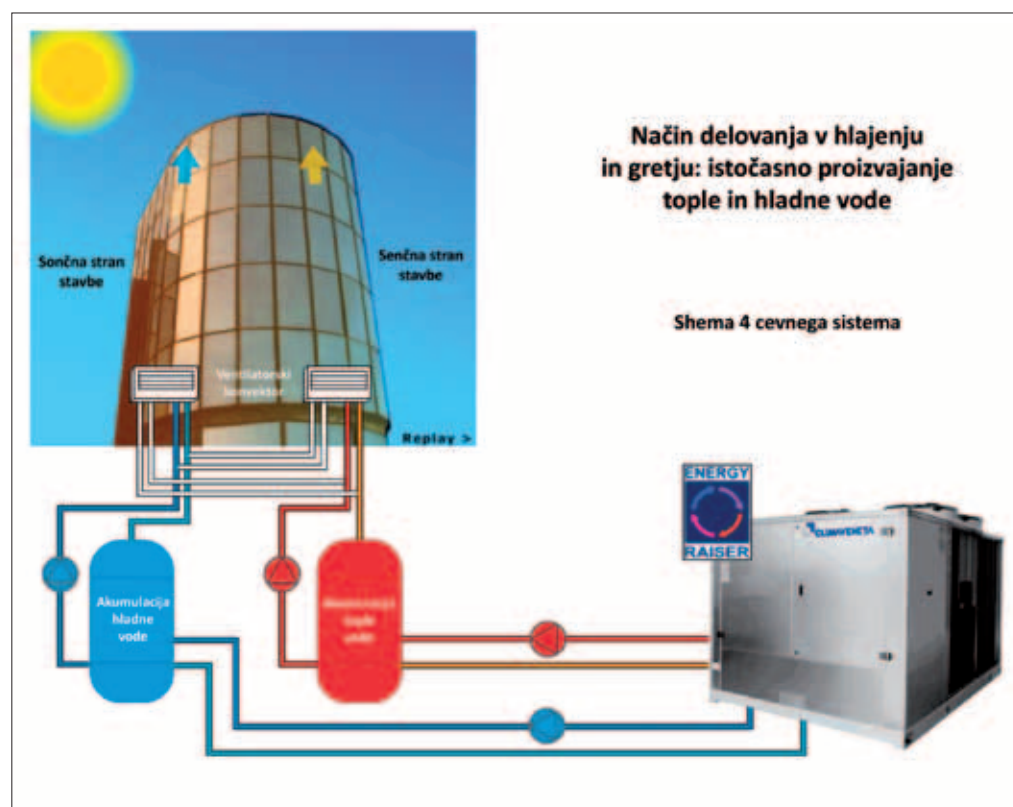 Način delovanja v hlajenju
in gretju: istočasno proizvajanje
tople in hladne vode
Sončna stran
stavbe
Senčna stran
stavbe
Shema 4 cevnega sistema
Ventilatorski
konvektor
Replay >
ENERGY
RAISER
CLIMAVENETA
Akumulacija
hladne
vode
tople
vode